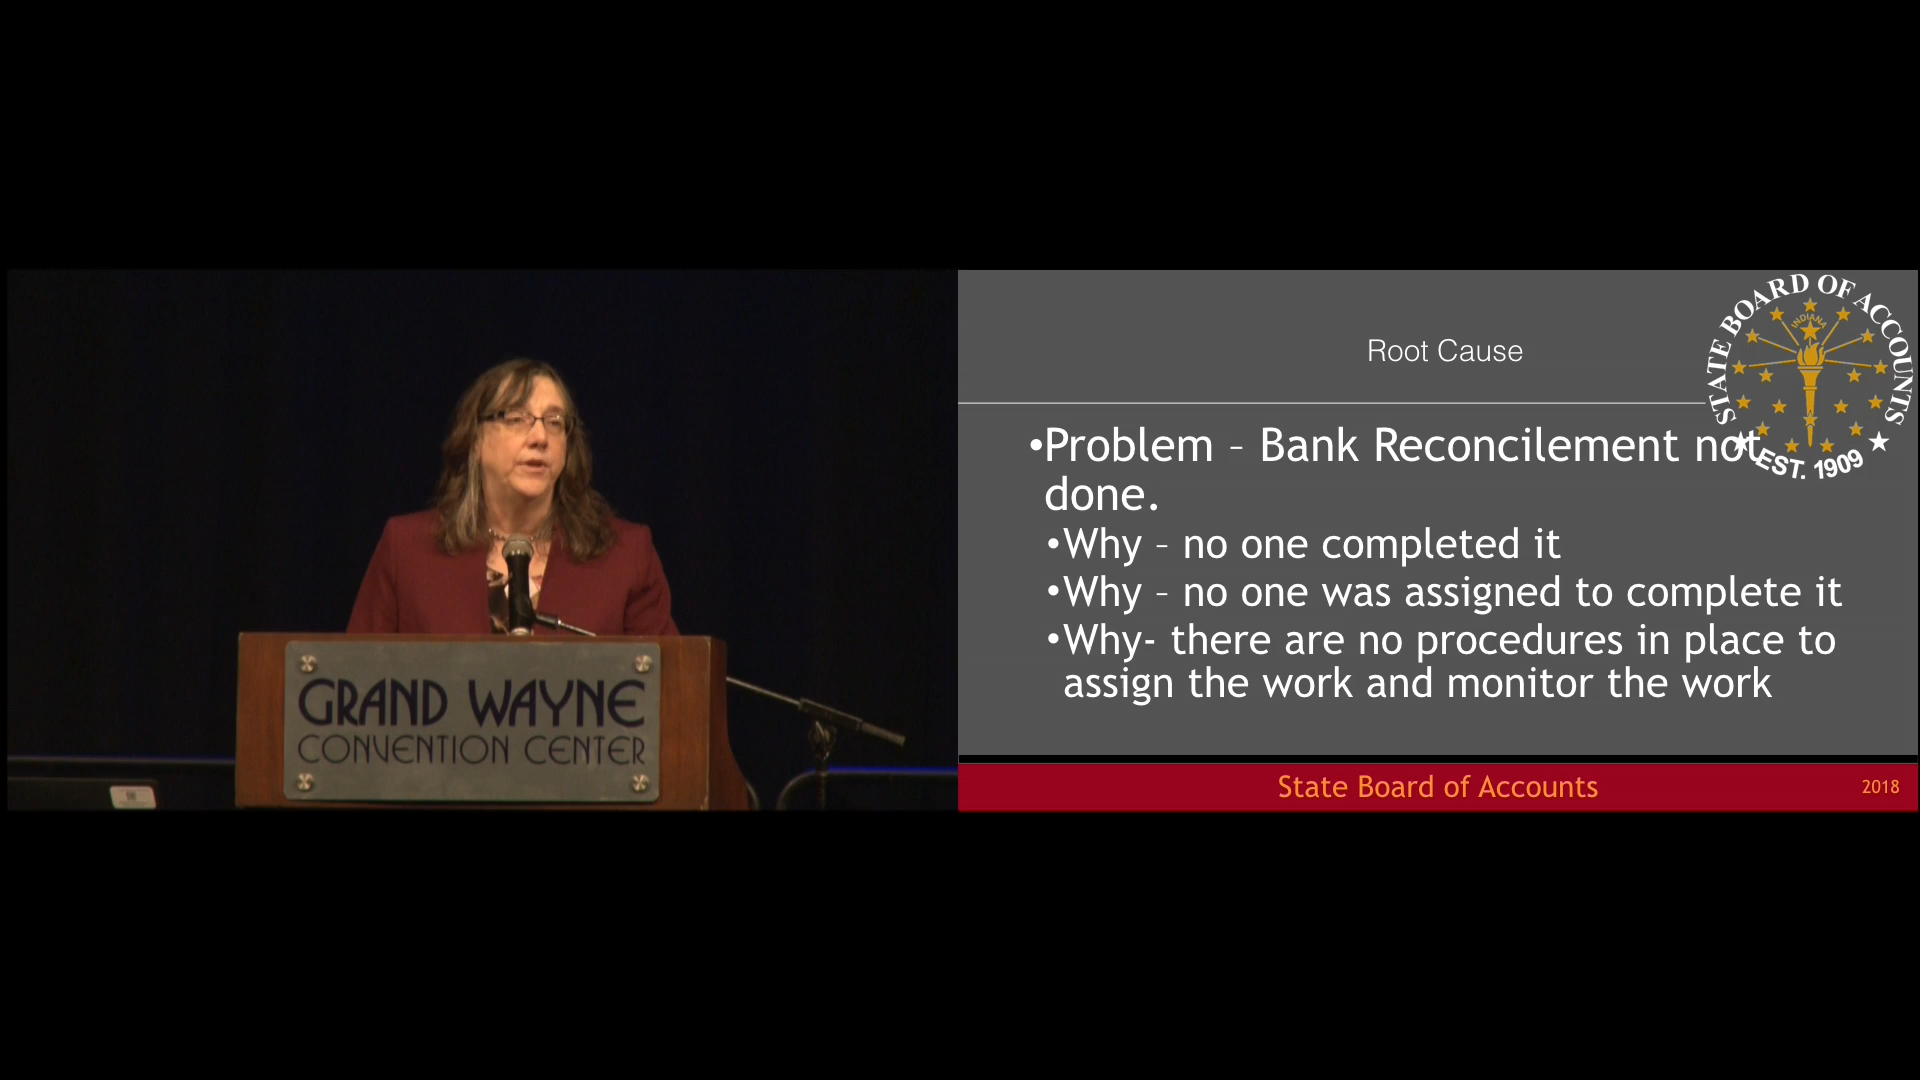 GRAND WAYNE
CONVENTION CENTER
Root Cause
STATE BOARD OF ACCOUNTS
INDIANA
EST. 1909
•Problem – Bank Reconcilement not
done.
•Why – no one completed it
•Why – no one was assigned to complete it
•Why- there are no procedures in place to
assign the work and monitor the work
State Board of Accounts
2018